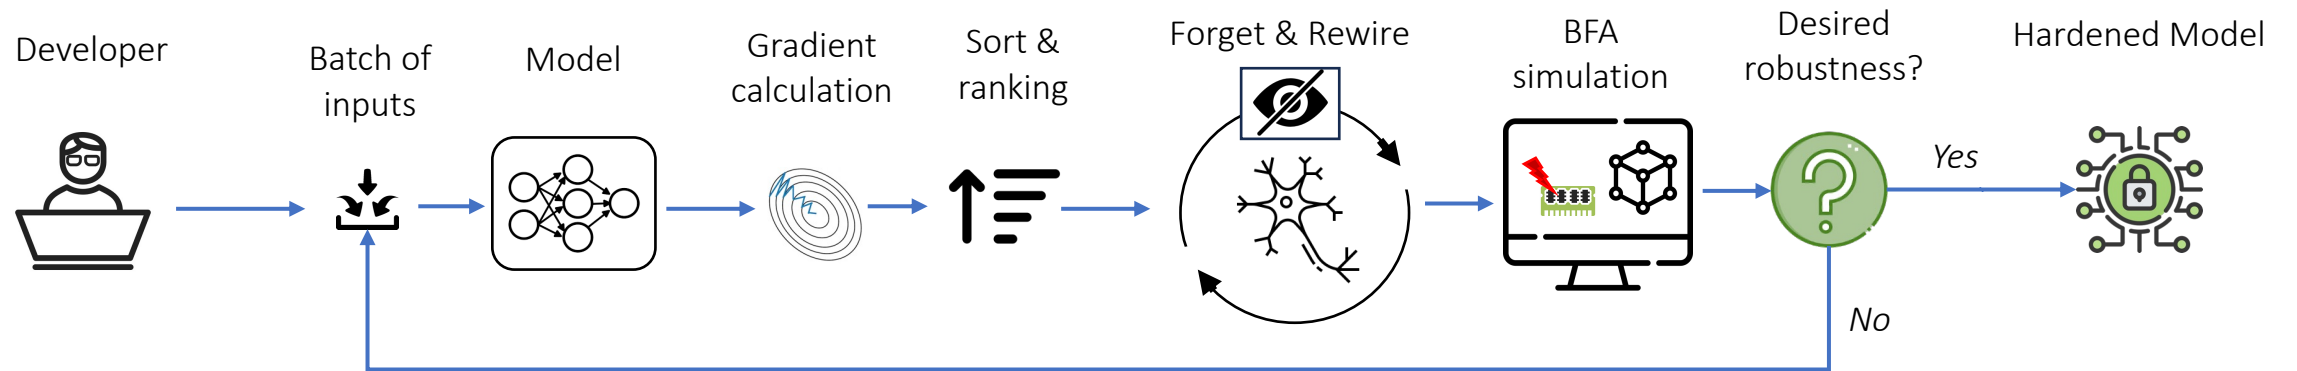 Developer
Batch of
inputs
Model
Gradient
calculation
Sort &
ranking
Forget & Rewire
BFA
simulation
Desired
robustness?
Yes
No
Hardened Model